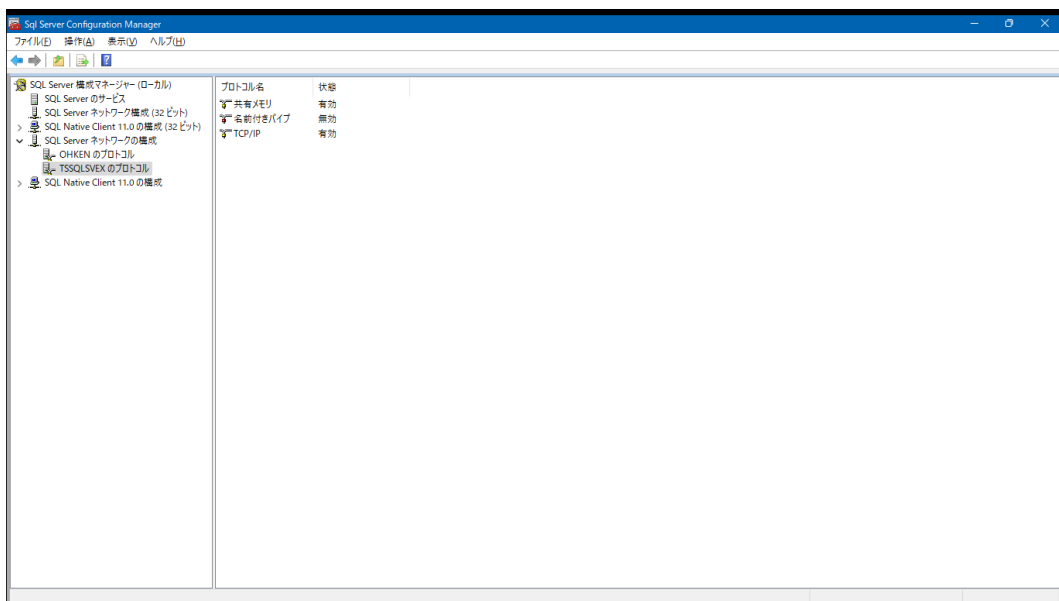 Sql Server Configuration Manager
ファイル(F) 操作(A) 表示(V) ヘルプ(H)
SQL Server 構成マネージャー (ローカル)
SQL Server のサービス
SQL Server ネットワーク構成 (32 ビット)
SQL Native Client 11.0 の構成 (32 ビット)
SQL Server ネットワークの構成
OHKEN のプロトコル
TSSQLSVEX のプロトコル
SQL Native Client 11.0 の構成
プロトコル名 状態
共有メモリ 有効
名前付きパイプ 無効
TCP/IP 有効